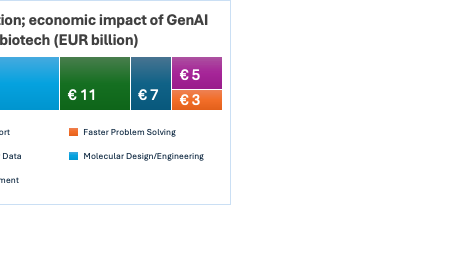 tion; economic impact of GenAI
biotech (EUR billion)
€ 5
€ 11
€ 7
€ 3
ort
Faster Problem Solving
Data
Molecular Design/Engineering
ment